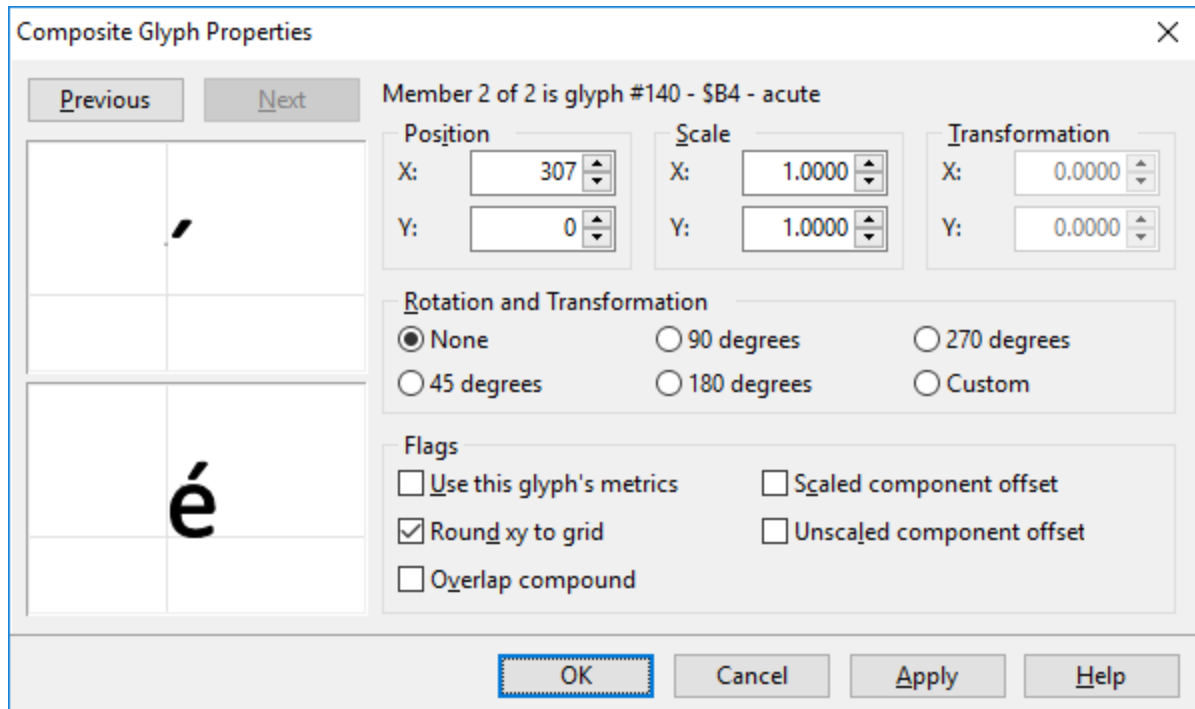 Composite Glyph Properties
Previous Next
Member 2 of 2 is glyph #140 - $B4 - acute
Position Scale Transformation
X: 307 X: 1.0000 X: 0.0000
Y: 0 Y: 1.0000 Y: 0.0000
Rotation and Transformation
None 90 degrees 270 degrees
45 degrees 180 degrees Custom
Flags
Use this glyph's metrics Scaled component offset
Round xy to grid Unscaled component offset
Overlap compound
´
é
OK Cancel Apply Help